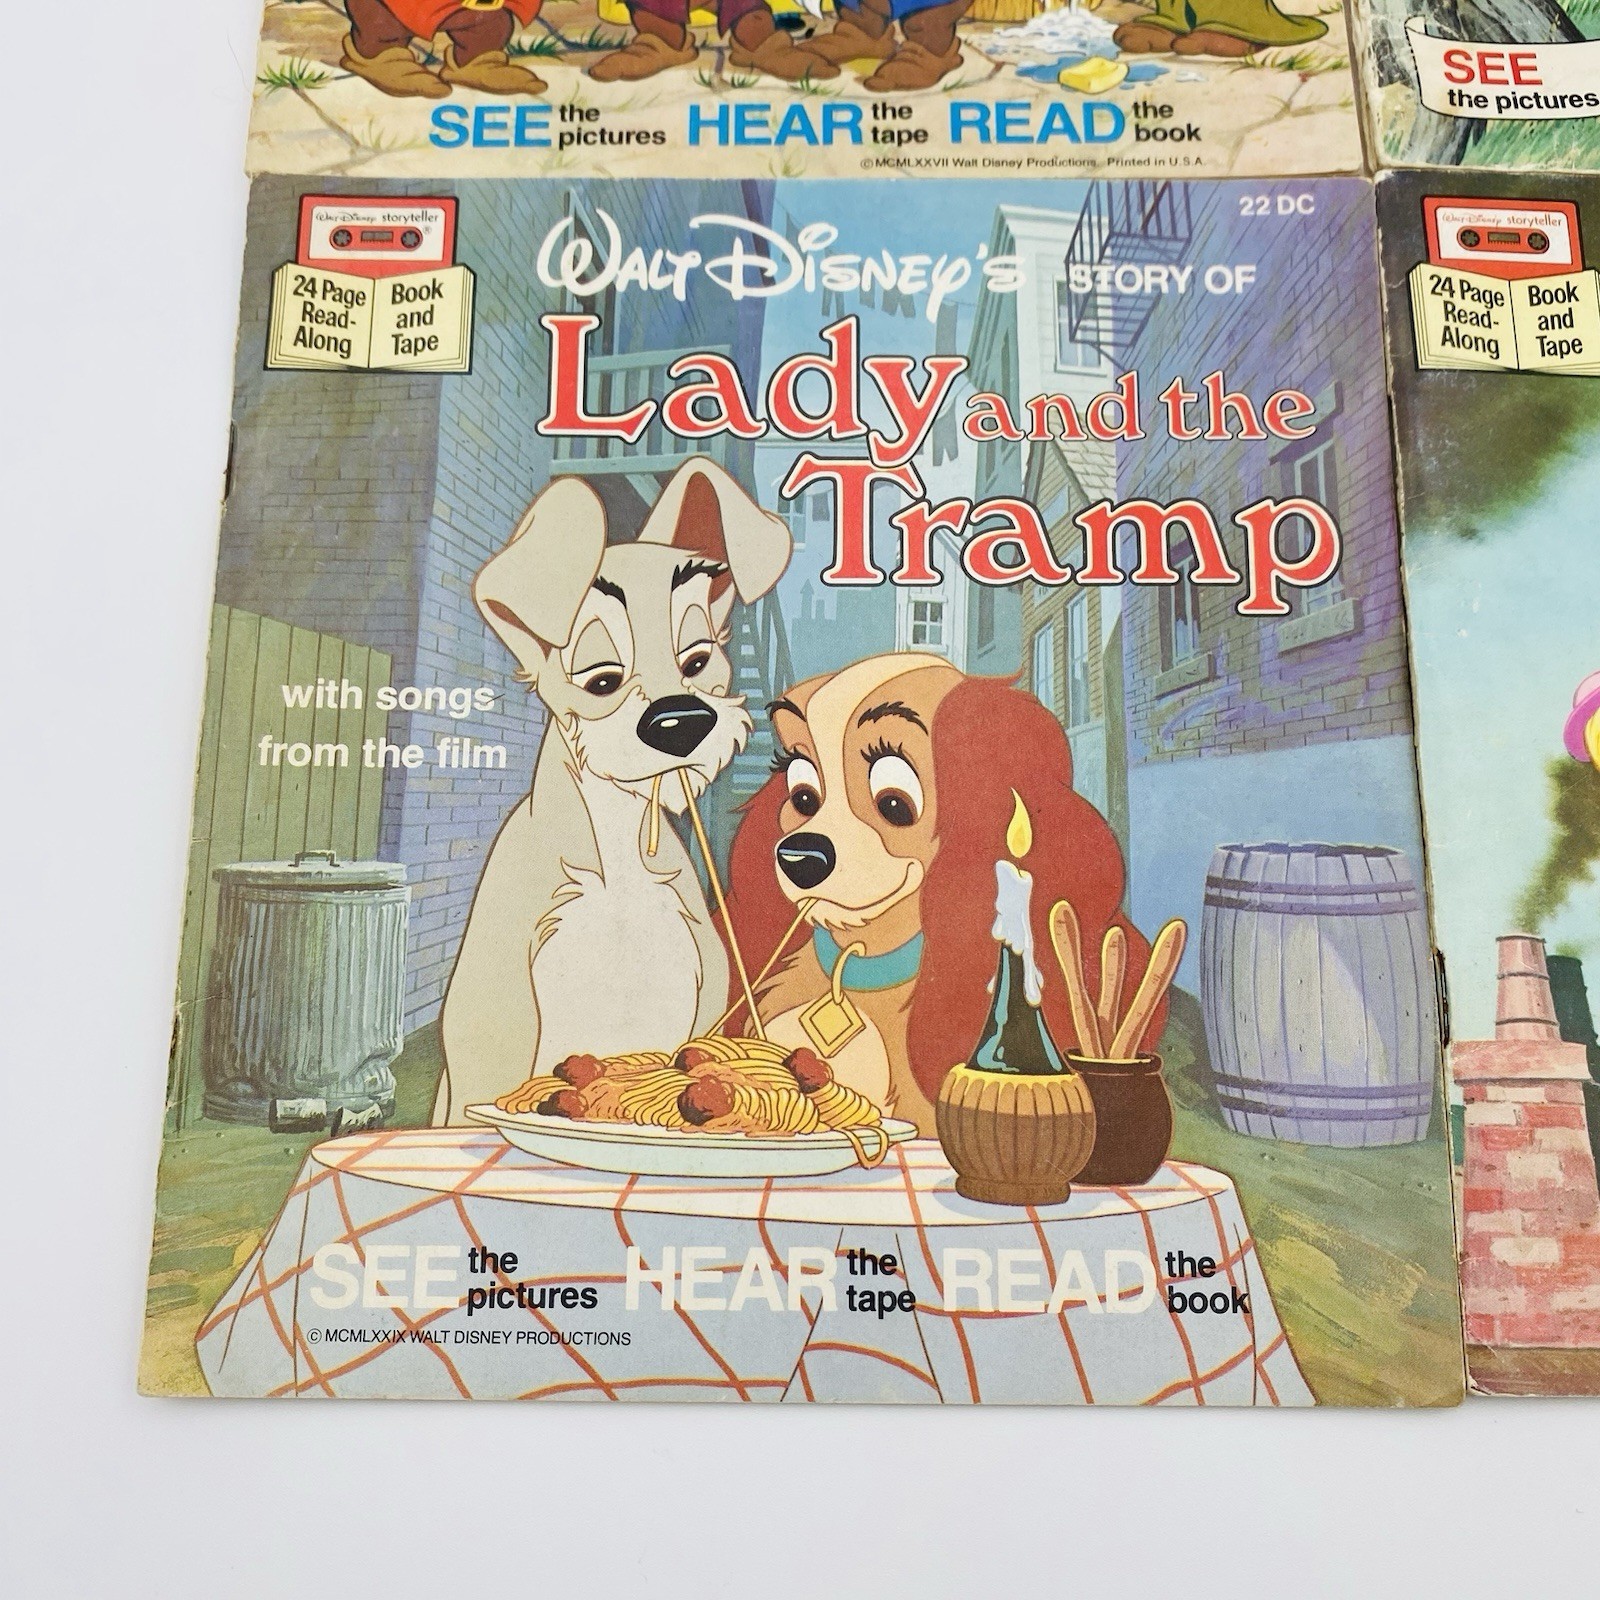 SEE the pictures HEAR the tape READ the book
© MCMLXXVII Walt Disney Productions. Printed in U.S.A.
SEE
the pictures
Walt Disney storyteller®
24 Page Read-Along
Book and Tape
22 DC
WALT DISNEY'S STORY OF
Lady and the
Tramp
with songs
from the film
SEE the pictures HEAR the tape READ the book
© MCMLXXIX WALT DISNEY PRODUCTIONS
Walt Disney storyteller
24 Page Read-Along
Book and Tape